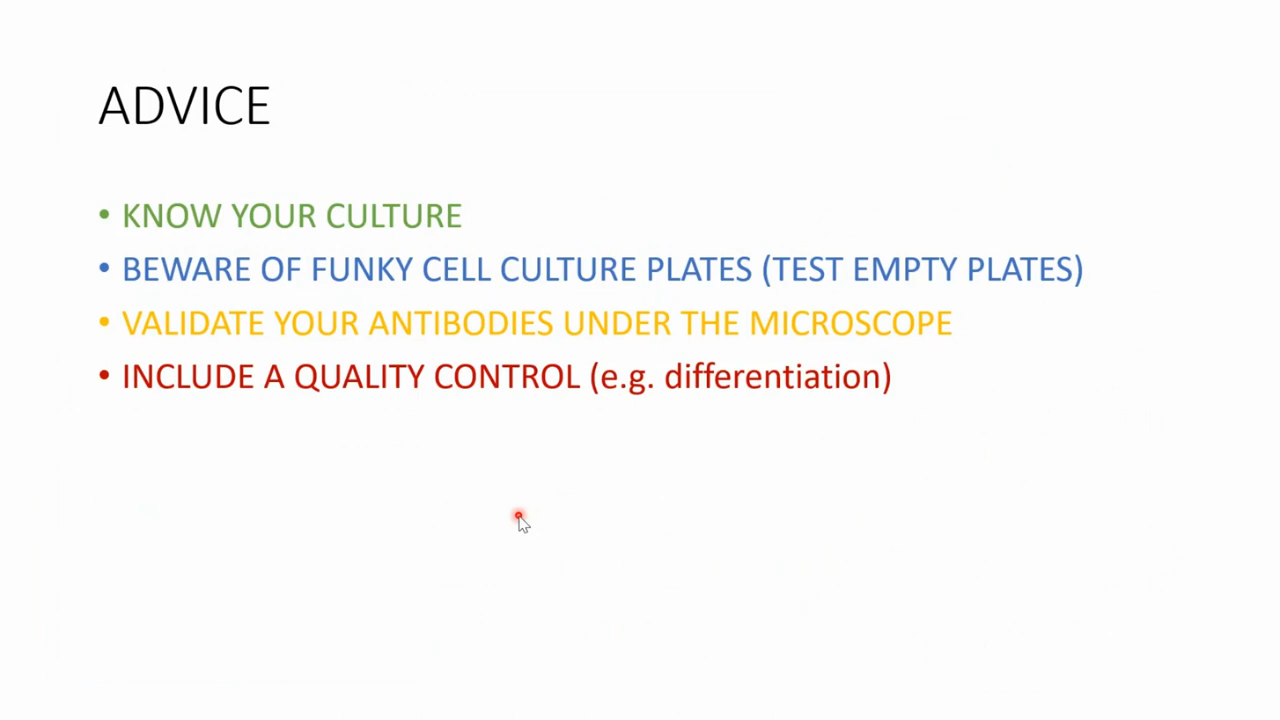 ADVICE
• KNOW YOUR CULTURE
• BEWARE OF FUNKY CELL CULTURE PLATES (TEST EMPTY PLATES)
• VALIDATE YOUR ANTIBODIES UNDER THE MICROSCOPE
• INCLUDE A QUALITY CONTROL (e.g. differentiation)